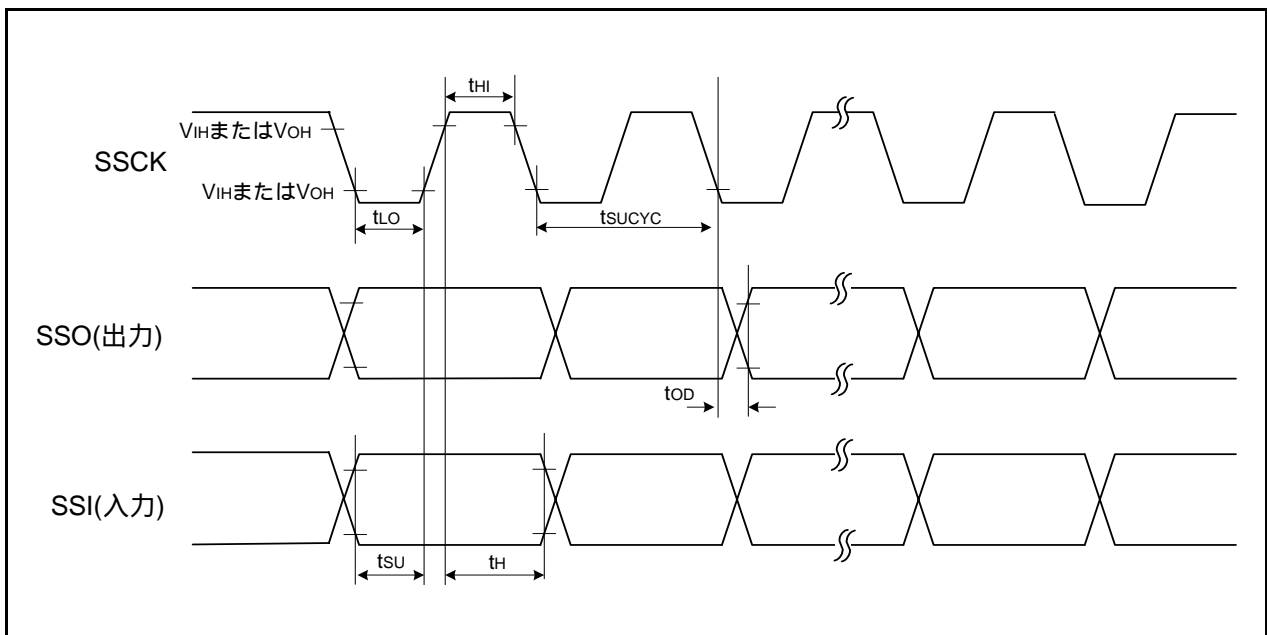 tHI
VIHまたはVOH
SSCK
VIHまたはVOH
tLO
tSUCYC
SSO(出力)
tOD
SSI(入力)
tSU
tH